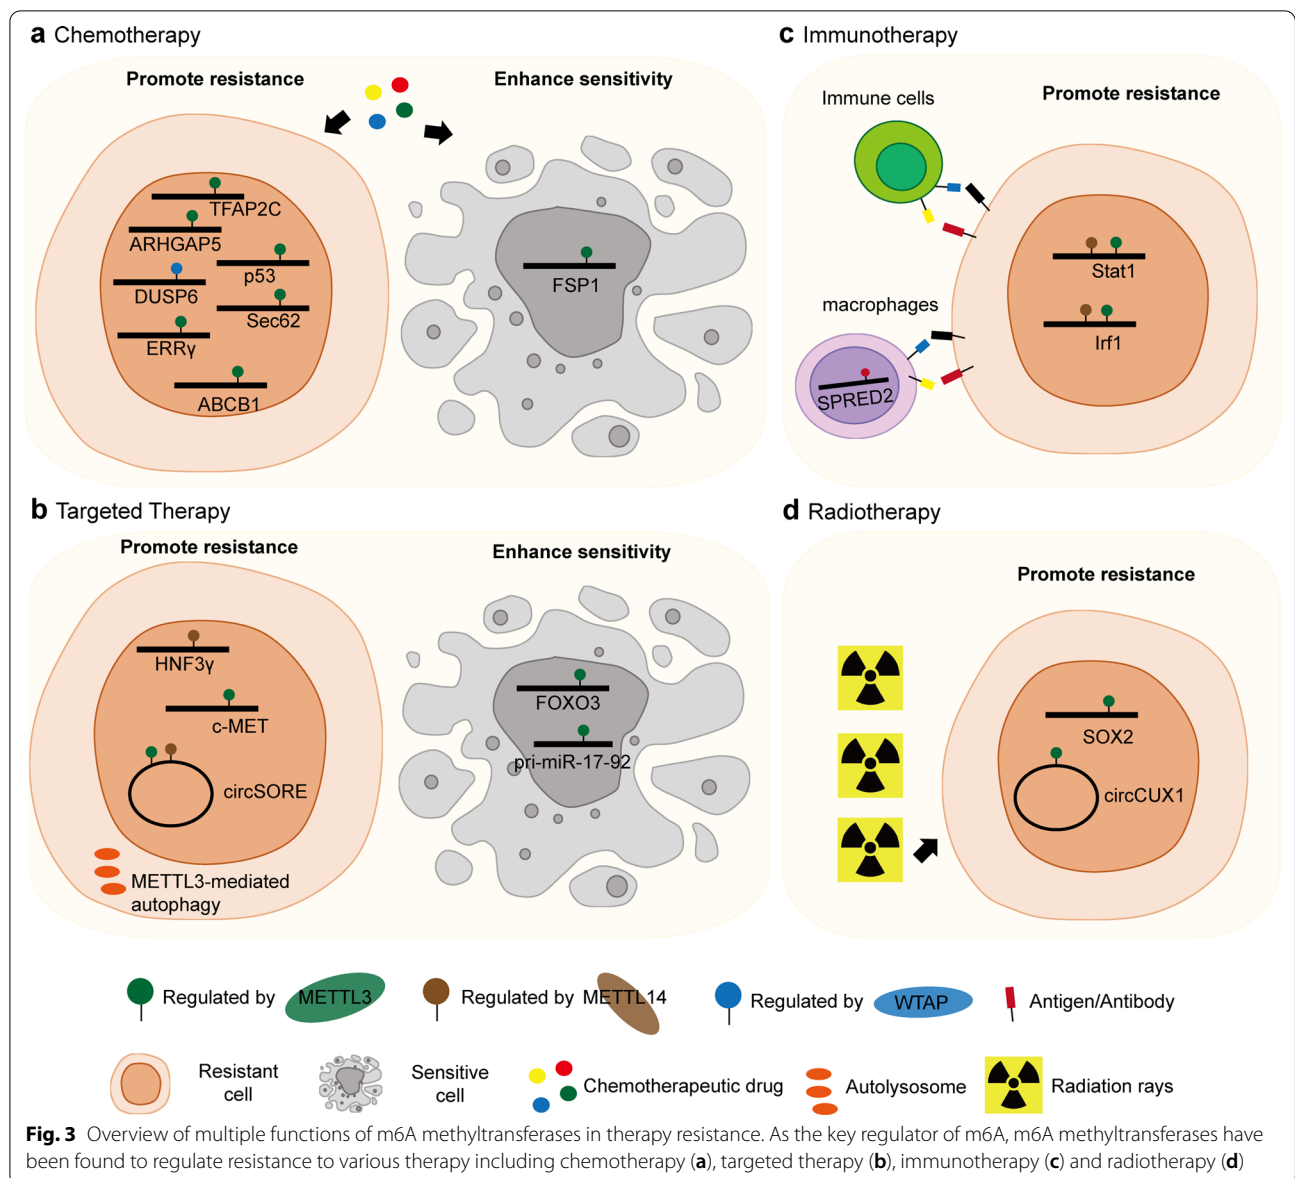 a Chemotherapy
Promote resistance
Enhance sensitivity
TFAP2C
ARHGAP5
p53
DUSP6
Sec62
ERRγ
ABCB1
FSP1
c Immunotherapy
Immune cells
Promote resistance
Stat1
macrophages
Irf1
SPRED2
b Targeted Therapy
Promote resistance
Enhance sensitivity
HNF3γ
c-MET
circSORE
METTL3-mediated
autophagy
FOXO3
pri-miR-17-92
d Radiotherapy
Promote resistance
SOX2
circCUX1
Regulated by METTL3
Regulated by METTL14
Regulated by WTAP
Antigen/Antibody
Resistant
cell
Sensitive
cell
Chemotherapeutic drug
Autolysosome
Radiation rays
Fig. 3 Overview of multiple functions of m6A methyltransferases in therapy resistance. As the key regulator of m6A, m6A methyltransferases have
been found to regulate resistance to various therapy including chemotherapy (a), targeted therapy (b), immunotherapy (c) and radiotherapy (d)